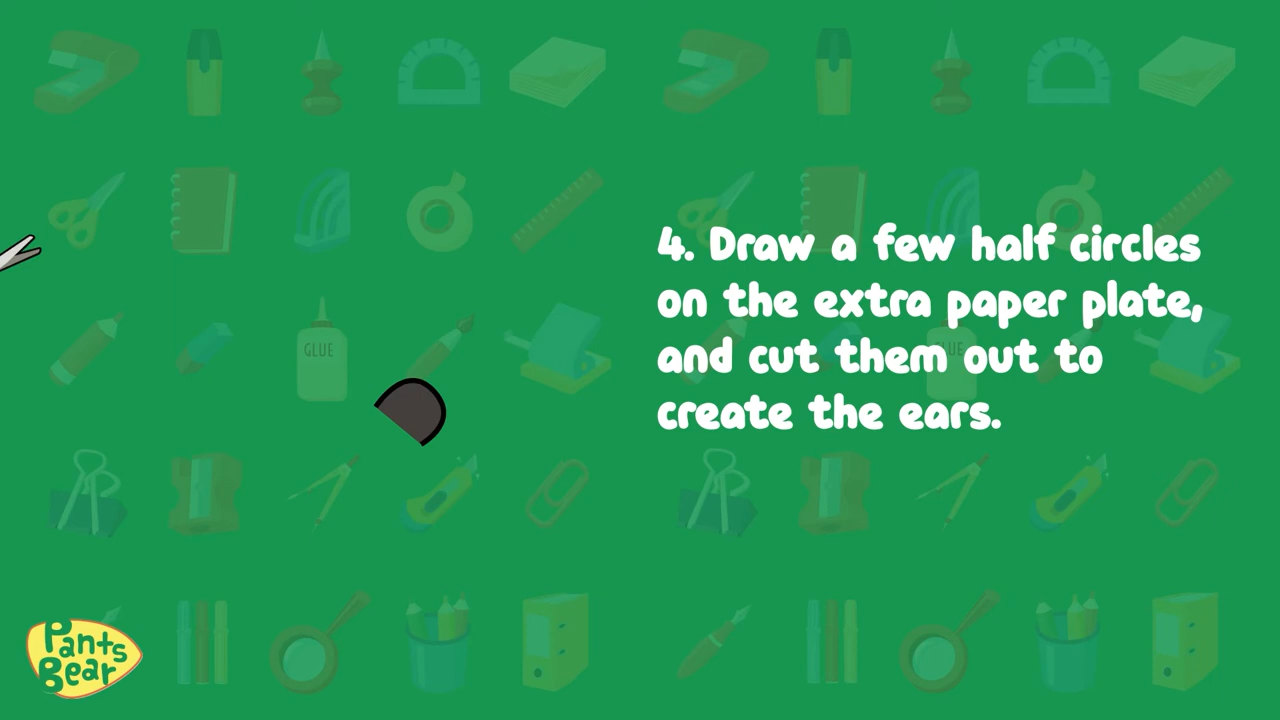 4. Draw a few half circles
on the extra paper plate,
and cut them out to
create the ears.
GLUE
GLUE
Pants
Bear